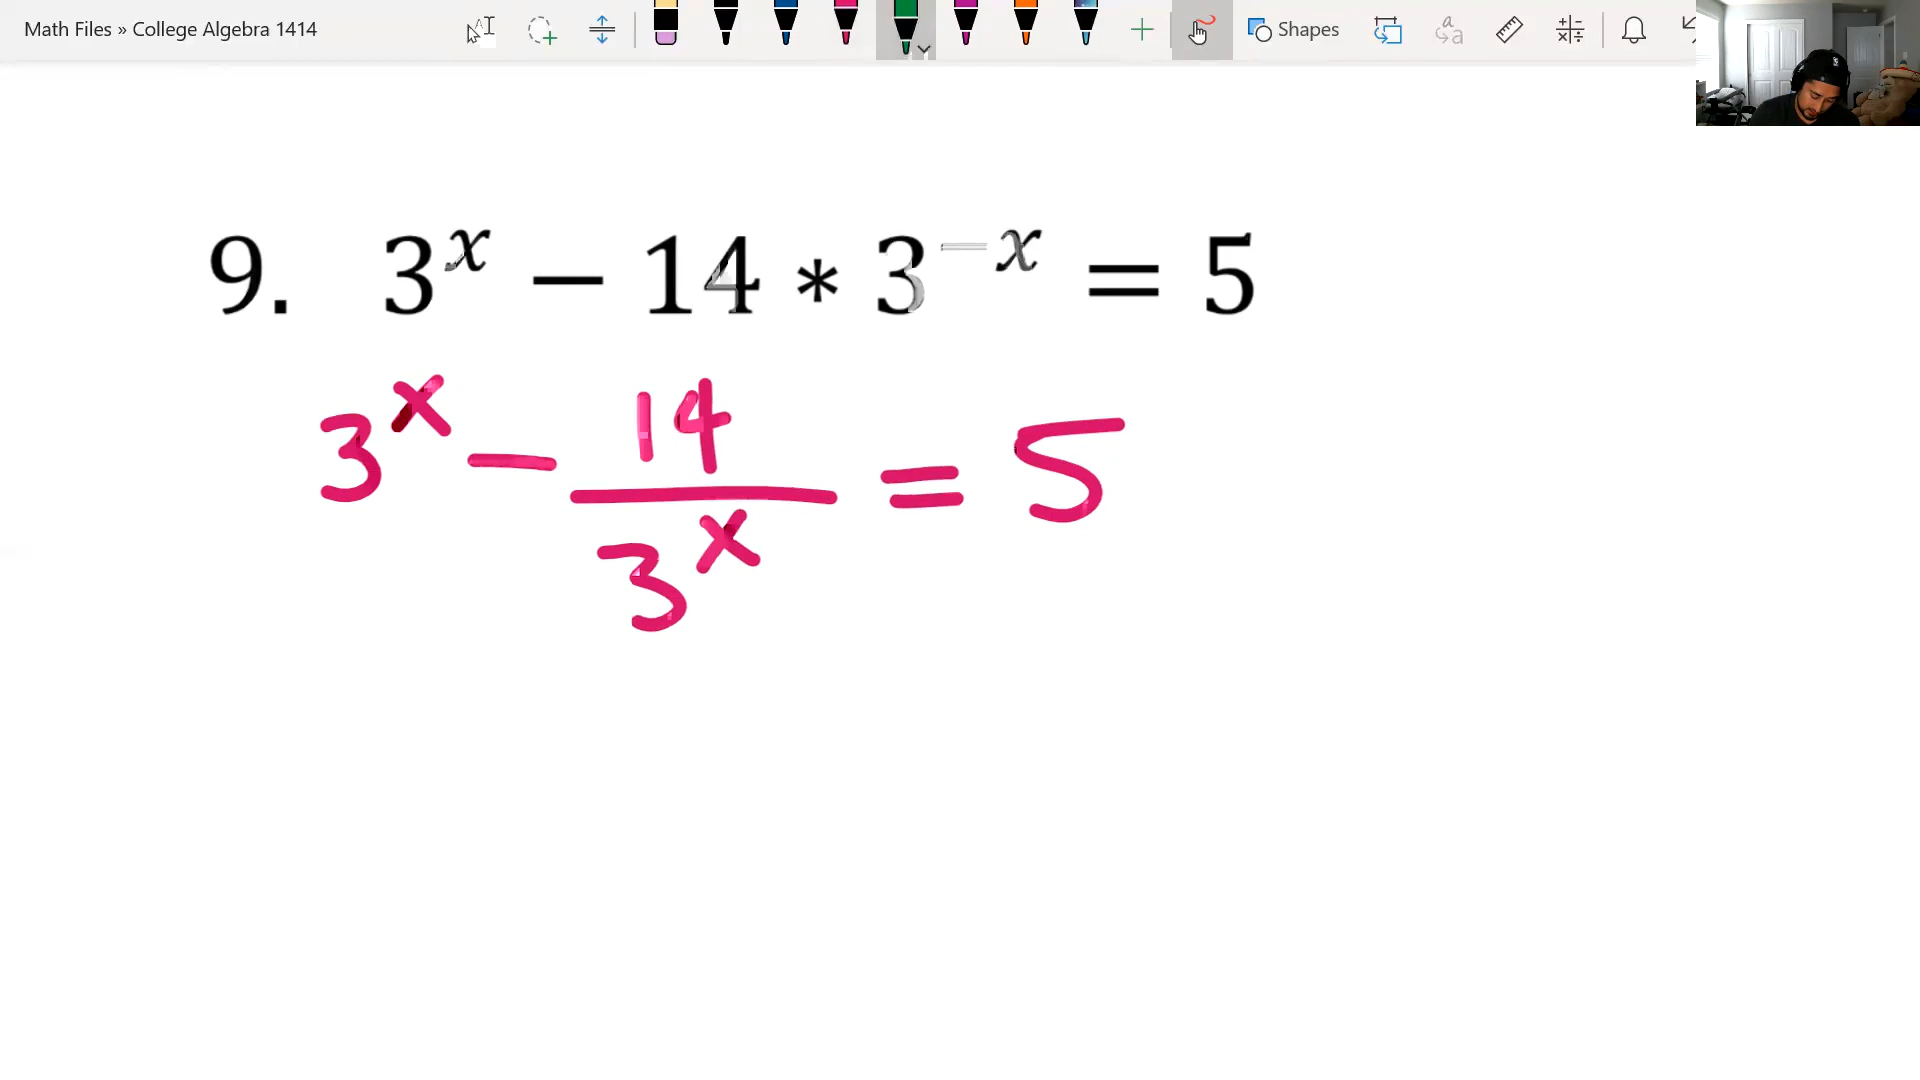 Math Files » College Algebra 1414
Shapes
9. 3^x − 14 * 3^−x = 5
3^x − 14/3^x = 5